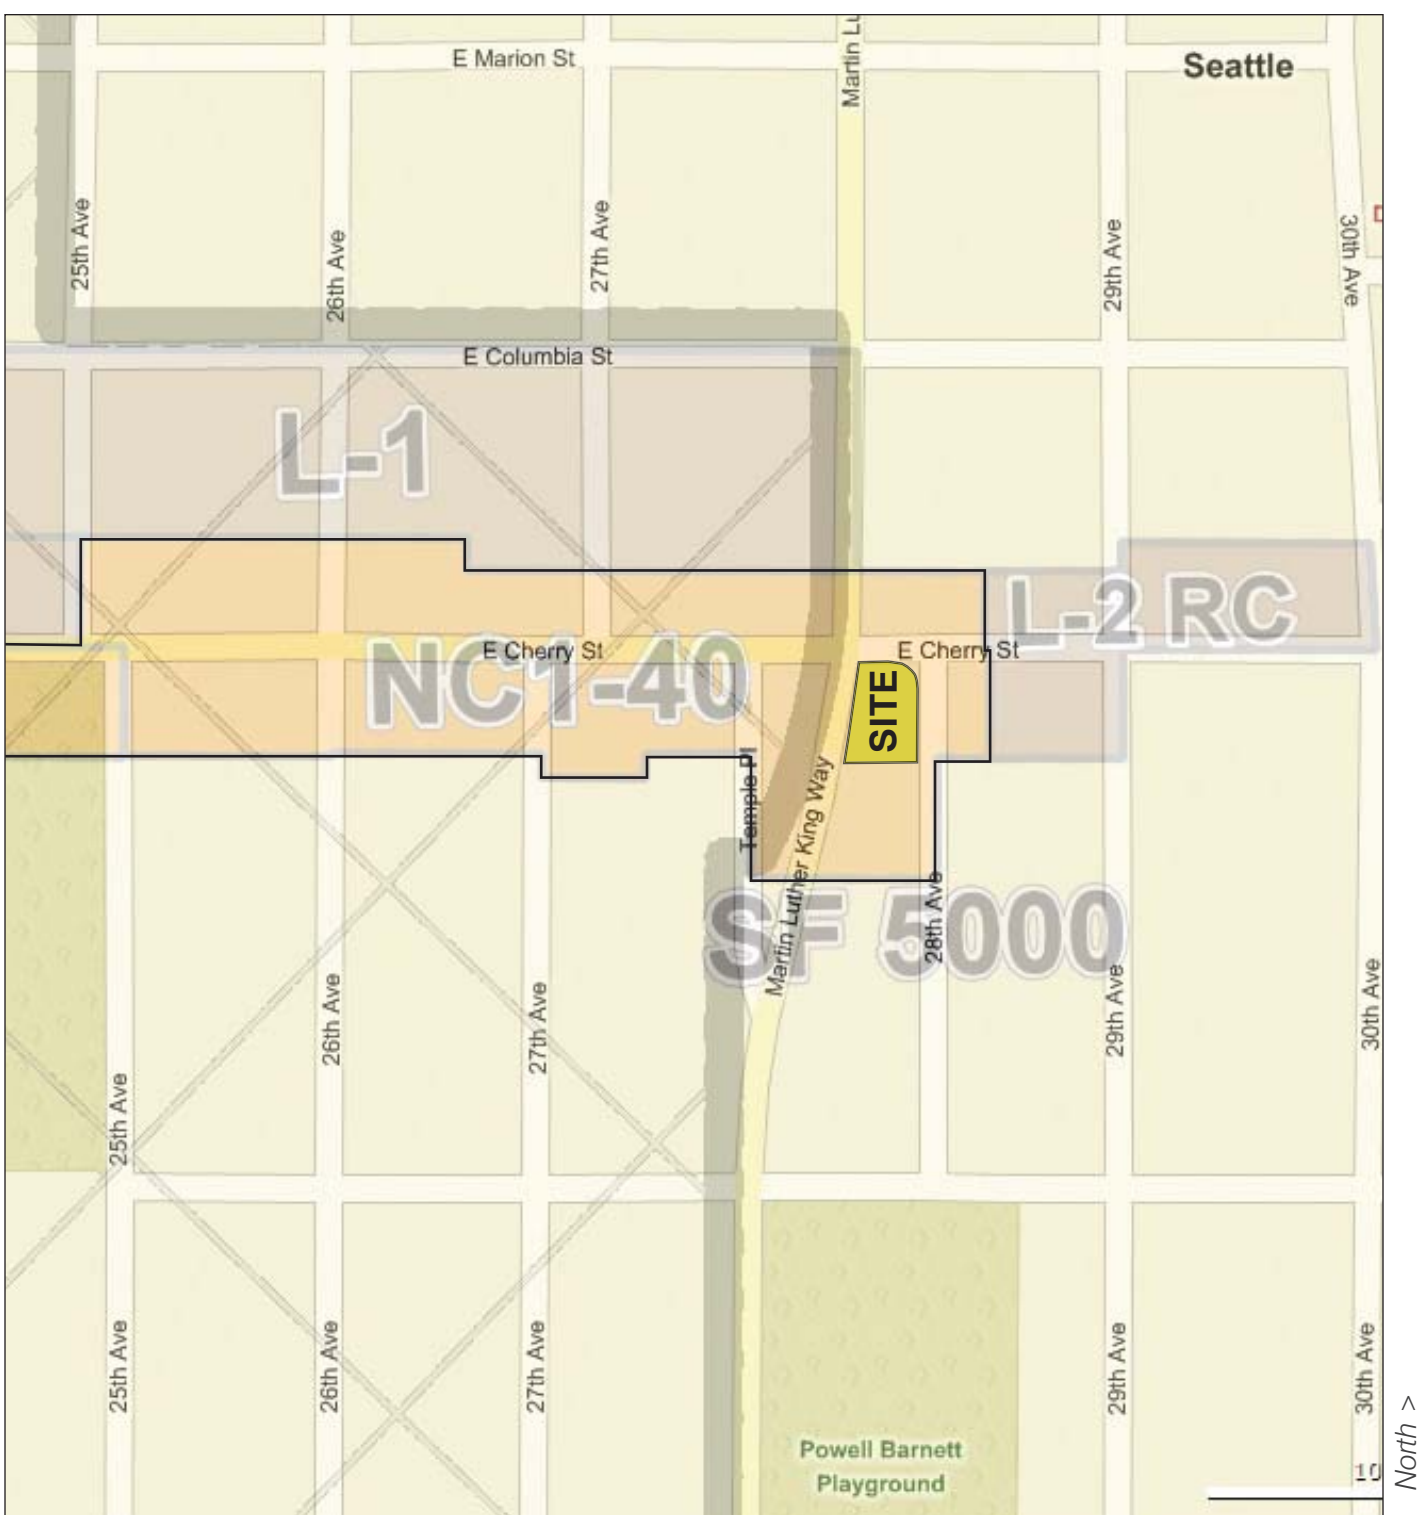 E Marion St
Seattle
Martin Lu
25th Ave
26th Ave
27th Ave
29th Ave
30th Ave
E Columbia St
L-1
L-2 RC
E Cherry St
E Cherry St
NC1-40
SITE
Temple Pl
Martin Luther King Way
SF 5000
28th Ave
25th Ave
26th Ave
27th Ave
29th Ave
30th Ave
25th Ave
26th Ave
27th Ave
29th Ave
30th Ave
Powell Barnett
Playground
North >